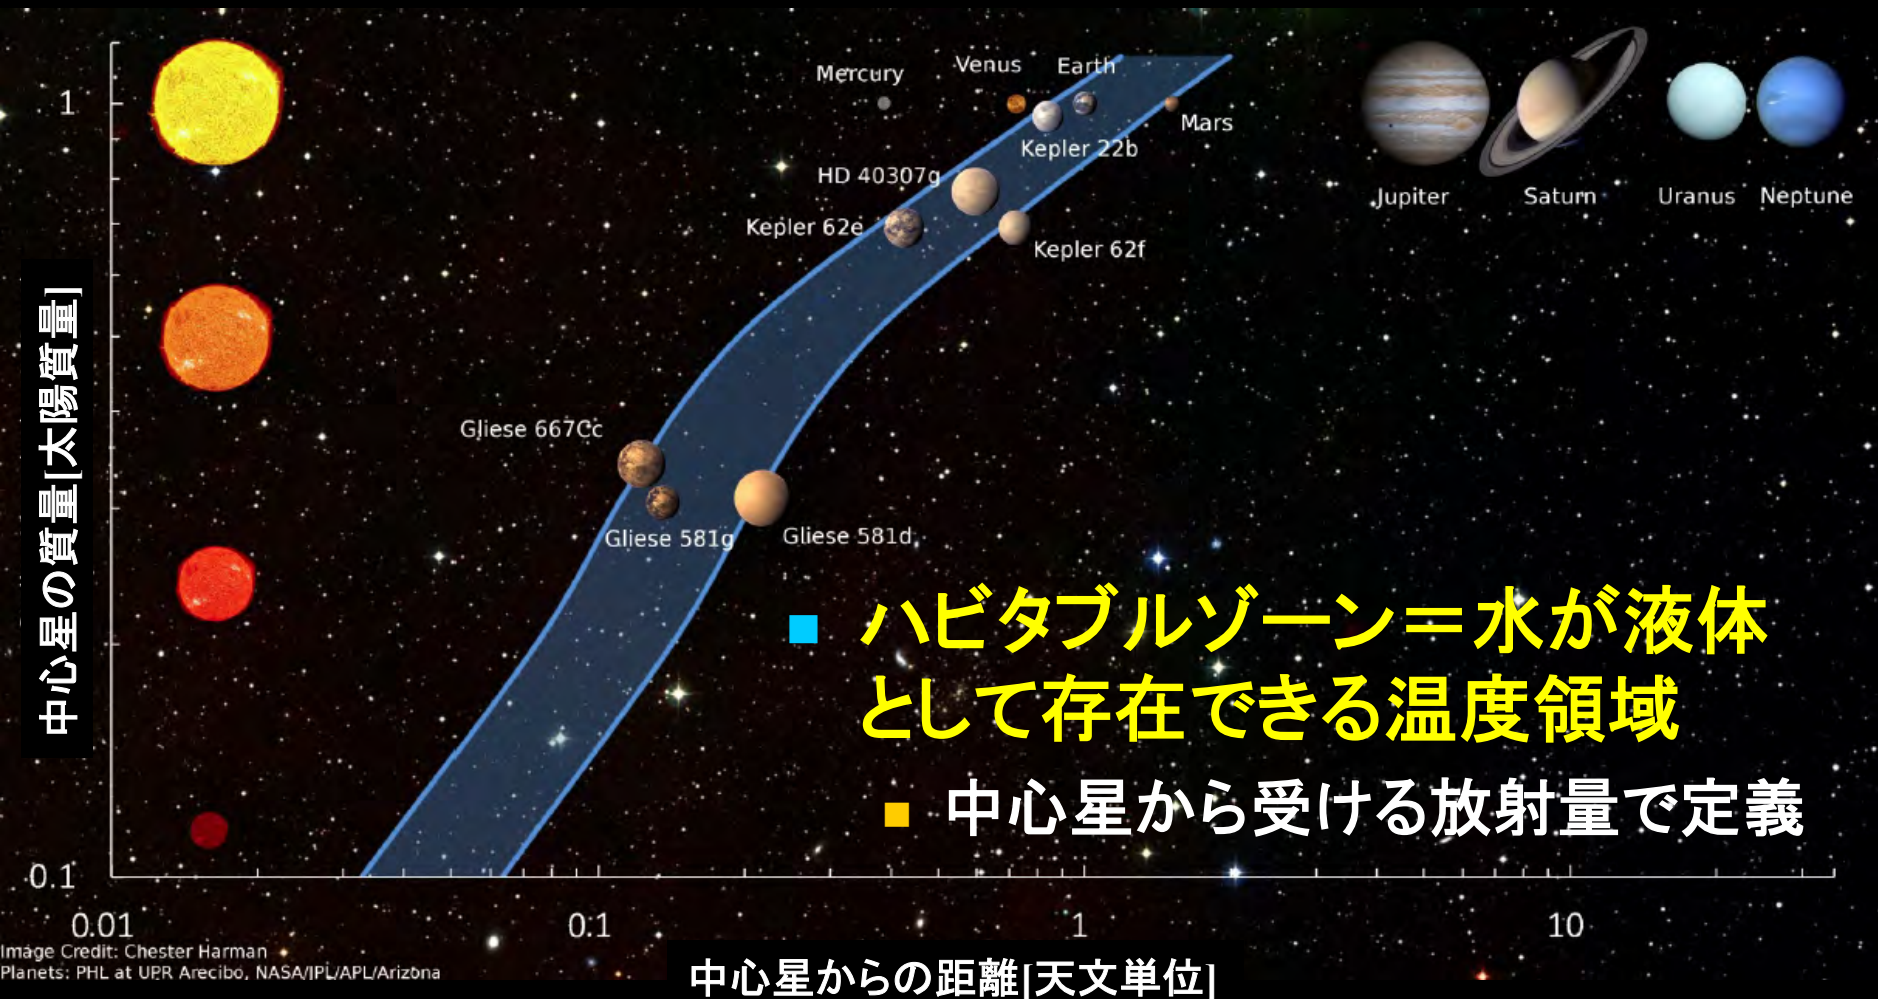 Mercury
Venus
Earth
Mars
Kepler 22b
HD 40307g
Kepler 62e
Kepler 62f
Jupiter
Saturn
Uranus
Neptune
Gliese 667Cc
Gliese 581g
Gliese 581d
1
0.1
中心星の質量[太陽質量]
■ ハビタブルゾーン＝水が液体
として存在できる温度領域
■ 中心星から受ける放射量で定義
0.01
0.1
1
10
中心星からの距離[天文単位]
Image Credit: Chester Harman
Planets: PHL at UPR Arecibo, NASA/JPL/APL/Arizona